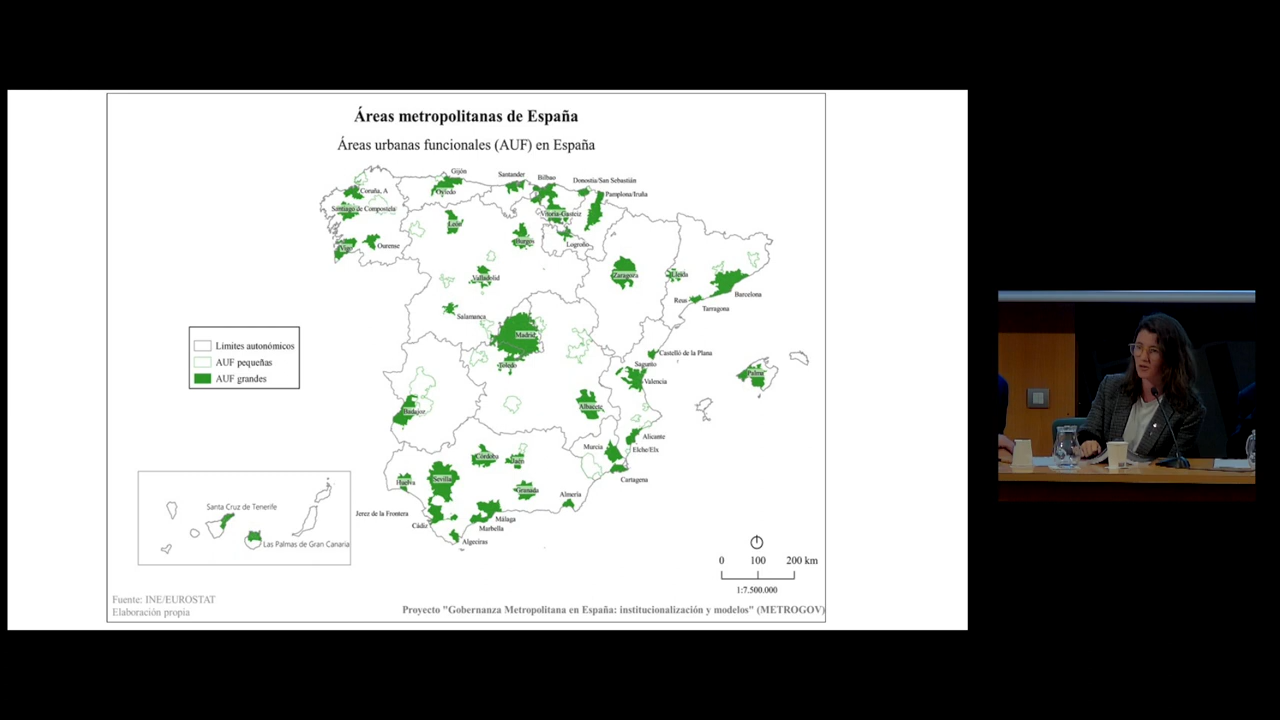 Áreas metropolitanas de España
Áreas urbanas funcionales (AUF) en España
Gijón
Santander
Bilbao
Donostia/San Sebastián
Coruña, A
Oviedo
Pamplona/Iruña
Santiago de Compostela
Vitoria-Gasteiz
León
Burgos
Logroño
Vigo
Ourense
Valladolid
Zaragoza
Lleida
Barcelona
Reus
Tarragona
Salamanca
Madrid
Toledo
Castelló de la Plana
Sagunto
Valencia
Palma
Límites autonómicos
AUF pequeñas
AUF grandes
Badajoz
Albacete
Alicante
Murcia
Elche/Elx
Córdoba
Jaén
Cartagena
Huelva
Sevilla
Granada
Almería
Jerez de la Frontera
Málaga
Cádiz
Marbella
Algeciras
Santa Cruz de Tenerife
Las Palmas de Gran Canaria
0 100 200 km
1:7.500.000
Fuente: INE/EUROSTAT
Elaboración propia
Proyecto "Gobernanza Metropolitana en España: institucionalización y modelos" (METROGOV)